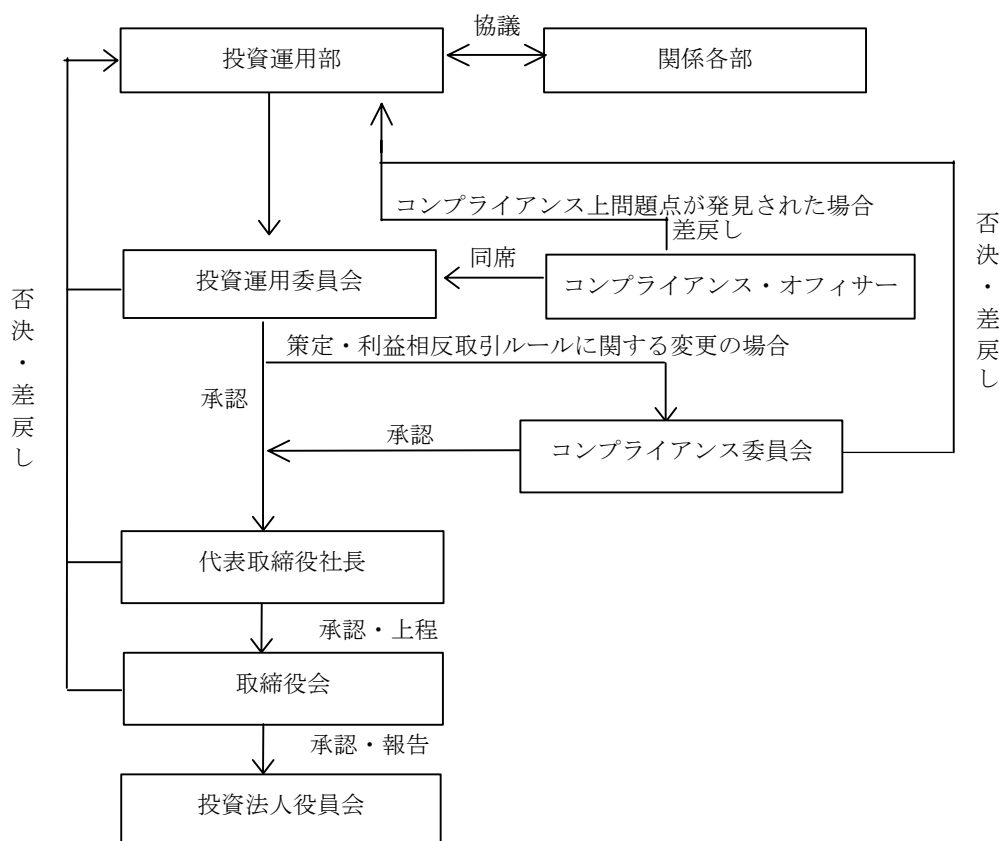 協議
投資運用部
関係各部
コンプライアンス上問題点が発見された場合
差戻し
同席
投資運用委員会
コンプライアンス・オフィサー
否決・差戻し
否決・差戻し
策定・利益相反取引ルールに関する変更の場合
承認
承認
コンプライアンス委員会
代表取締役社長
承認・上程
取締役会
承認・報告
投資法人役員会